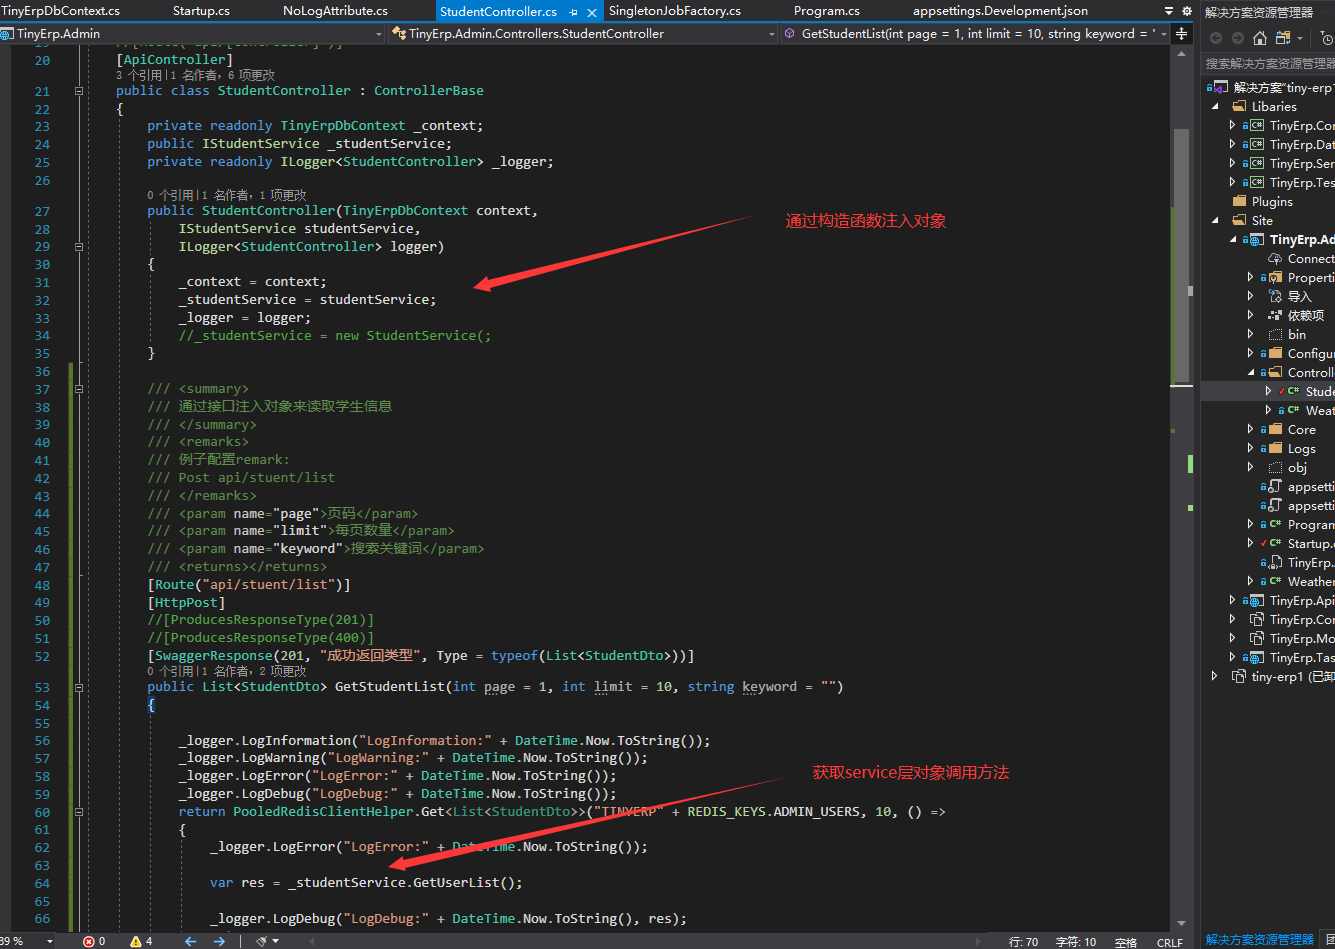 TinyErpDbContext.cs Startup.cs NoLogAttribute.cs StudentController.cs SingletonJobFactory.cs Program.cs appsettings.Development.json
TinyErp.Admin TinyErp.Admin.Controllers.StudentController GetStudentList(int page = 1, int limit = 10, string keyword = "
20 [ApiController]
3 个引用|1 名作者，6 项更改
21 public class StudentController : ControllerBase
22 {
23 private readonly TinyErpDbContext _context;
24 public IStudentService _studentService;
25 private readonly ILogger<StudentController> _logger;
26
0 个引用|1 名作者，1 项更改
27 public StudentController(TinyErpDbContext context,
28 IStudentService studentService,
29 ILogger<StudentController> logger)
30 {
31 _context = context;
32 _studentService = studentService;
33 _logger = logger;
34 //_studentService = new StudentService(;
35 }
36
37 /// <summary>
38 /// 通过接口注入对象来读取学生信息
39 /// </summary>
40 /// <remarks>
41 /// 例子配置remark:
42 /// Post api/stuent/list
43 /// </remarks>
44 /// <param name="page">页码</param>
45 /// <param name="limit">每页数量</param>
46 /// <param name="keyword">搜索关键词</param>
47 /// <returns></returns>
48 [Route("api/stuent/list")]
49 [HttpPost]
50 //[ProducesResponseType(201)]
51 //[ProducesResponseType(400)]
52 [SwaggerResponse(201, "成功返回类型", Type = typeof(List<StudentDto>))]
0 个引用|1 名作者，2 项更改
53 public List<StudentDto> GetStudentList(int page = 1, int limit = 10, string keyword = "")
54 {
55
56 _logger.LogInformation("LogInformation:" + DateTime.Now.ToString());
57 _logger.LogWarning("LogWarning:" + DateTime.Now.ToString());
58 _logger.LogError("LogError:" + DateTime.Now.ToString());
59 _logger.LogDebug("LogDebug:" + DateTime.Now.ToString());
60 return PooledRedisClientHelper.Get<List<StudentDto>>("TINYERP" + REDIS_KEYS.ADMIN_USERS, 10, () =>
61 {
62 _logger.LogError("LogError:" + DateTime.Now.ToString());
63
64 var res = _studentService.GetUserList();
65
66 _logger.LogDebug("LogDebug:" + DateTime.Now.ToString(), res);
通过构造函数注入对象
获取service层对象调用方法
89 % 0 4 行: 70 字符: 10 空格 CRLF
解决方案资源管理器
搜索解决方案资源管理器
解决方案"tiny-erp1
Libaries
TinyErp.Cor
TinyErp.Dat
TinyErp.Ser
TinyErp.Tes
Plugins
Site
TinyErp.Ad
Connect
Properti
导入
依赖项
bin
Configur
Controll
Stude
Weat
Core
Logs
obj
appsetti
appsetti
Program
Startup.c
TinyErp.
Weather
TinyErp.Api
TinyErp.Cor
TinyErp.Mo
TinyErp.Tas
tiny-erp1 (已卸
解决方案资源管理器